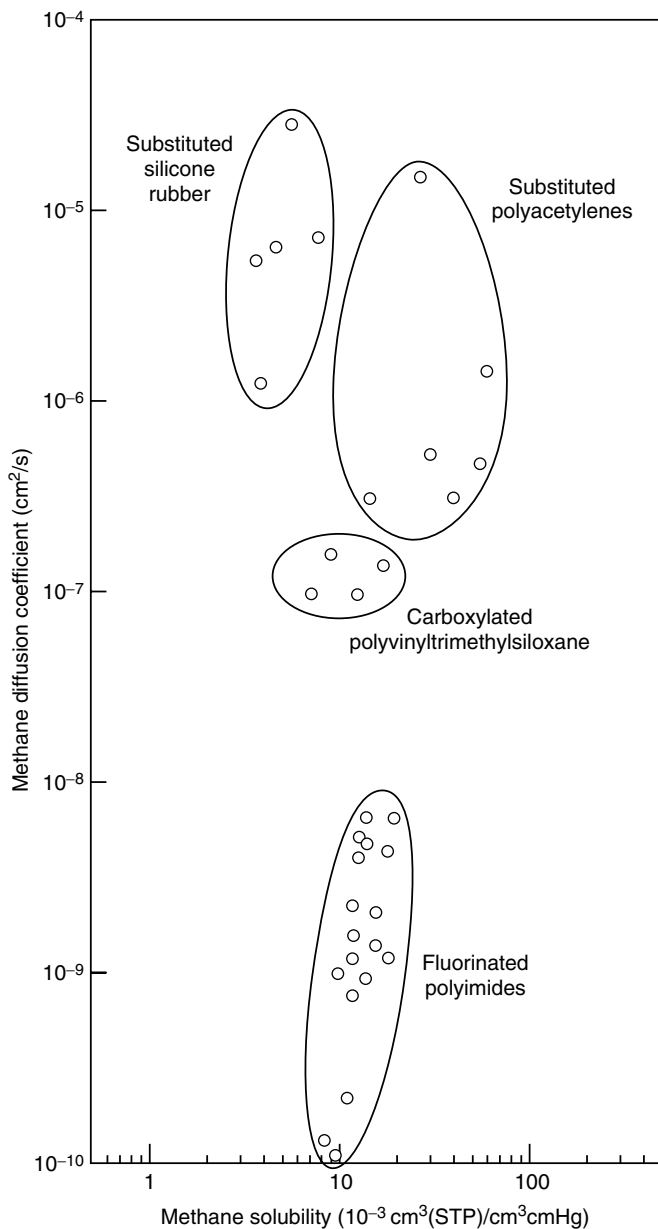 10⁻⁴
Substituted
silicone
rubber
Substituted
polyacetylenes
10⁻⁵
10⁻⁶
Methane diffusion coefficient (cm²/s)
10⁻⁷
Carboxylated
polyvinyltrimethylsiloxane
10⁻⁸
10⁻⁹
Fluorinated
polyimides
10⁻¹⁰
1 10 100
Methane solubility (10⁻³ cm³(STP)/cm³cmHg)